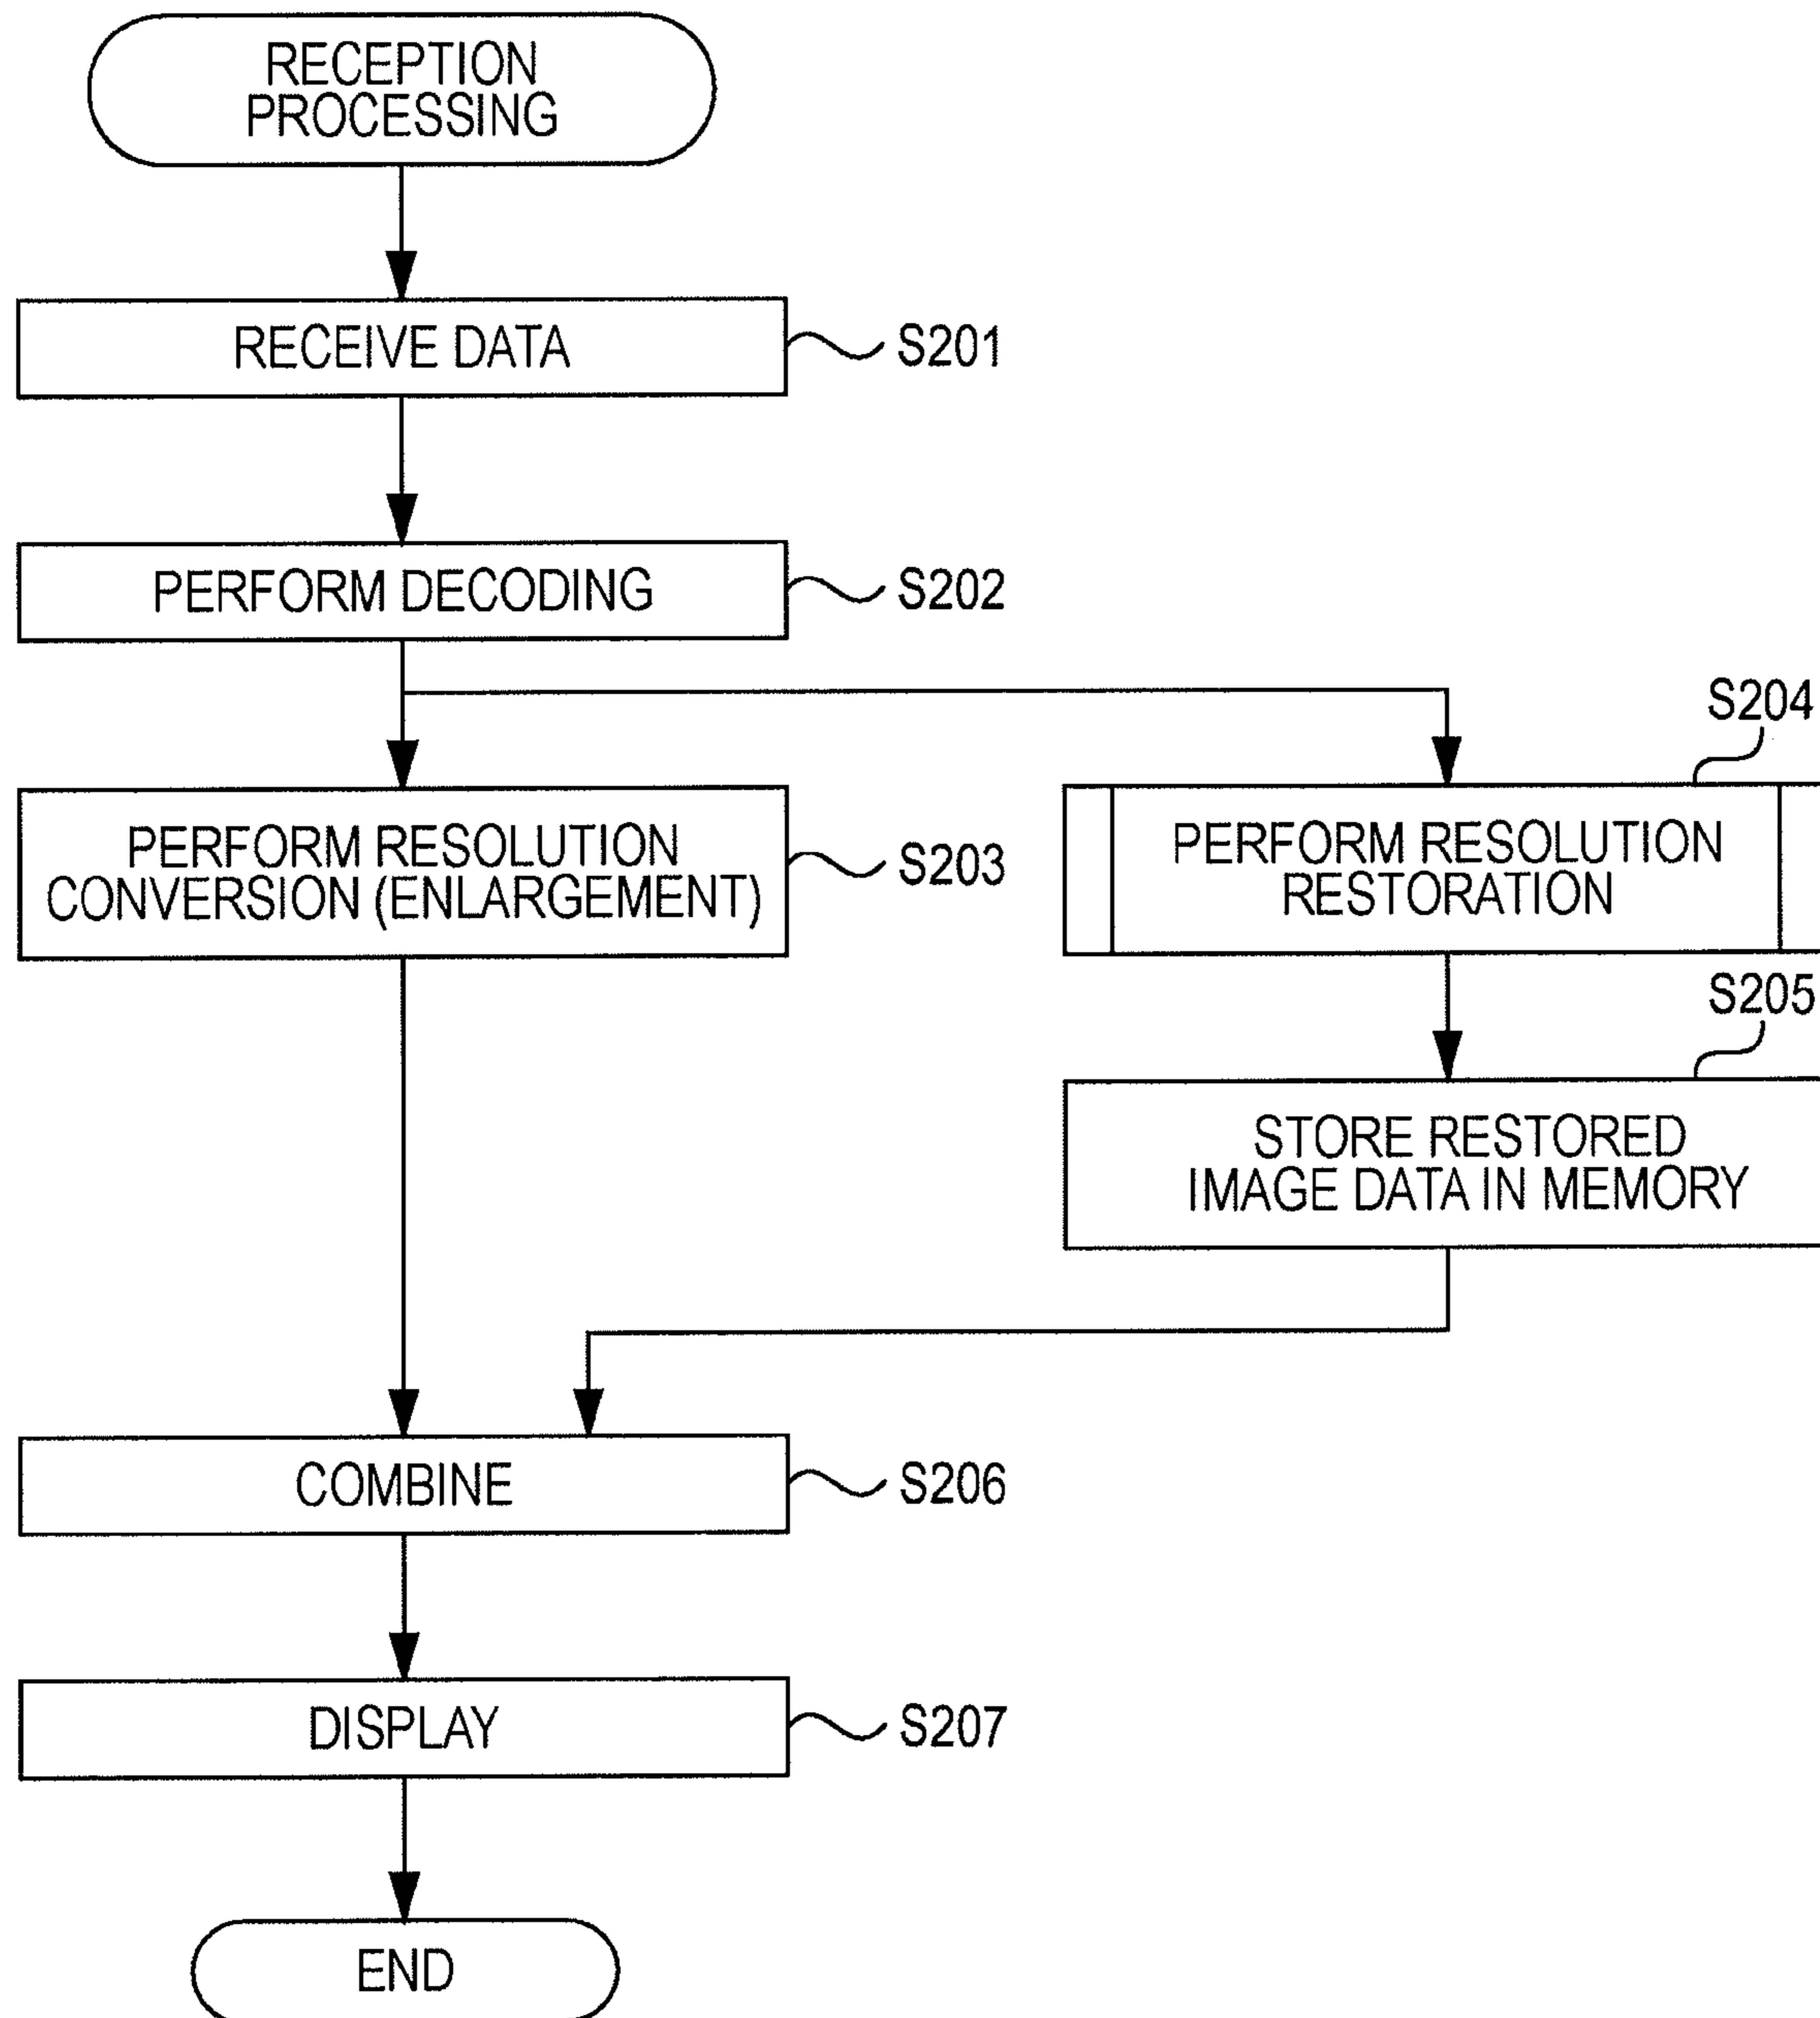 RECEPTION
PROCESSING
RECEIVE DATA
S201
PERFORM DECODING
S202
PERFORM RESOLUTION
CONVERSION (ENLARGEMENT)
S203
S204
PERFORM RESOLUTION
RESTORATION
S205
STORE RESTORED
IMAGE DATA IN MEMORY
COMBINE
S206
DISPLAY
S207
END